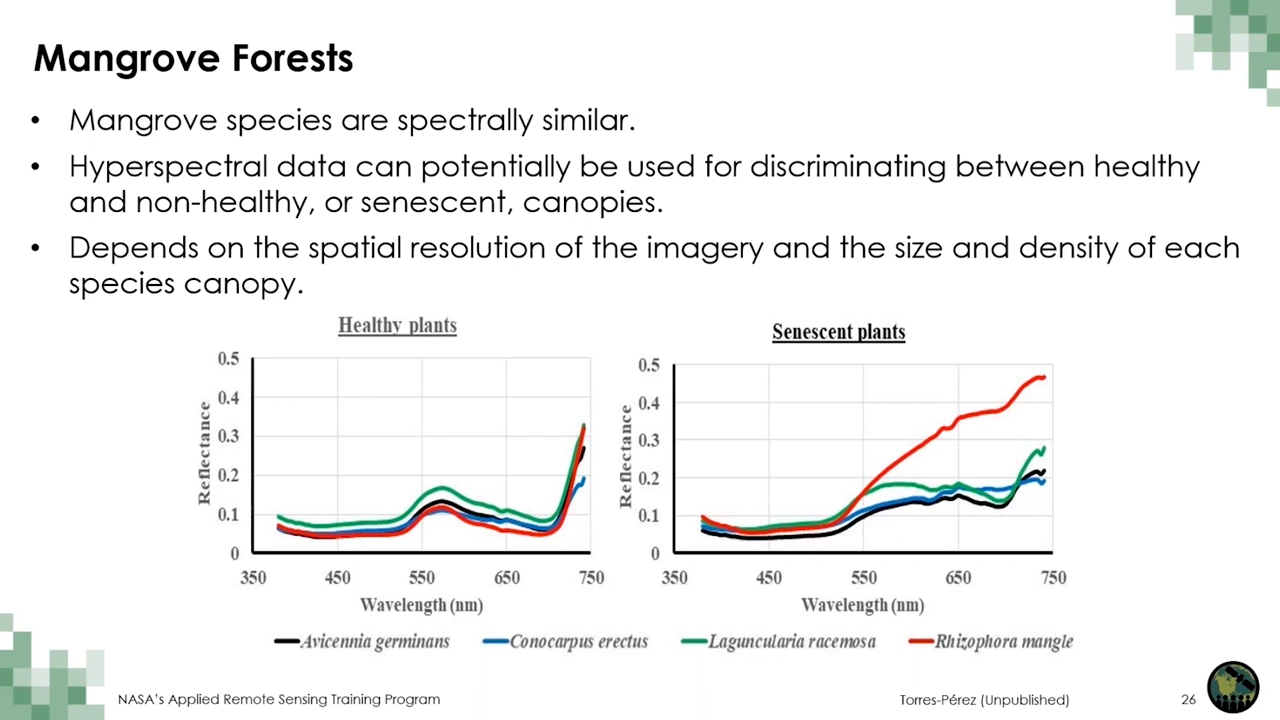 Mangrove Forests
• Mangrove species are spectrally similar.
• Hyperspectral data can potentially be used for discriminating between healthy
and non-healthy, or senescent, canopies.
• Depends on the spatial resolution of the imagery and the size and density of each
species canopy.
Healthy plants
0.5
0.4
0.3
0.2
0.1
0
Reflectance
350 450 550 650 750
Wavelength (nm)
Senescent plants
0.5
0.4
0.3
0.2
0.1
0
Reflectance
350 450 550 650 750
Wavelength (nm)
Avicennia germinans Conocarpus erectus Laguncularia racemosa Rhizophora mangle
NASA's Applied Remote Sensing Training Program Torres-Pérez (Unpublished) 26